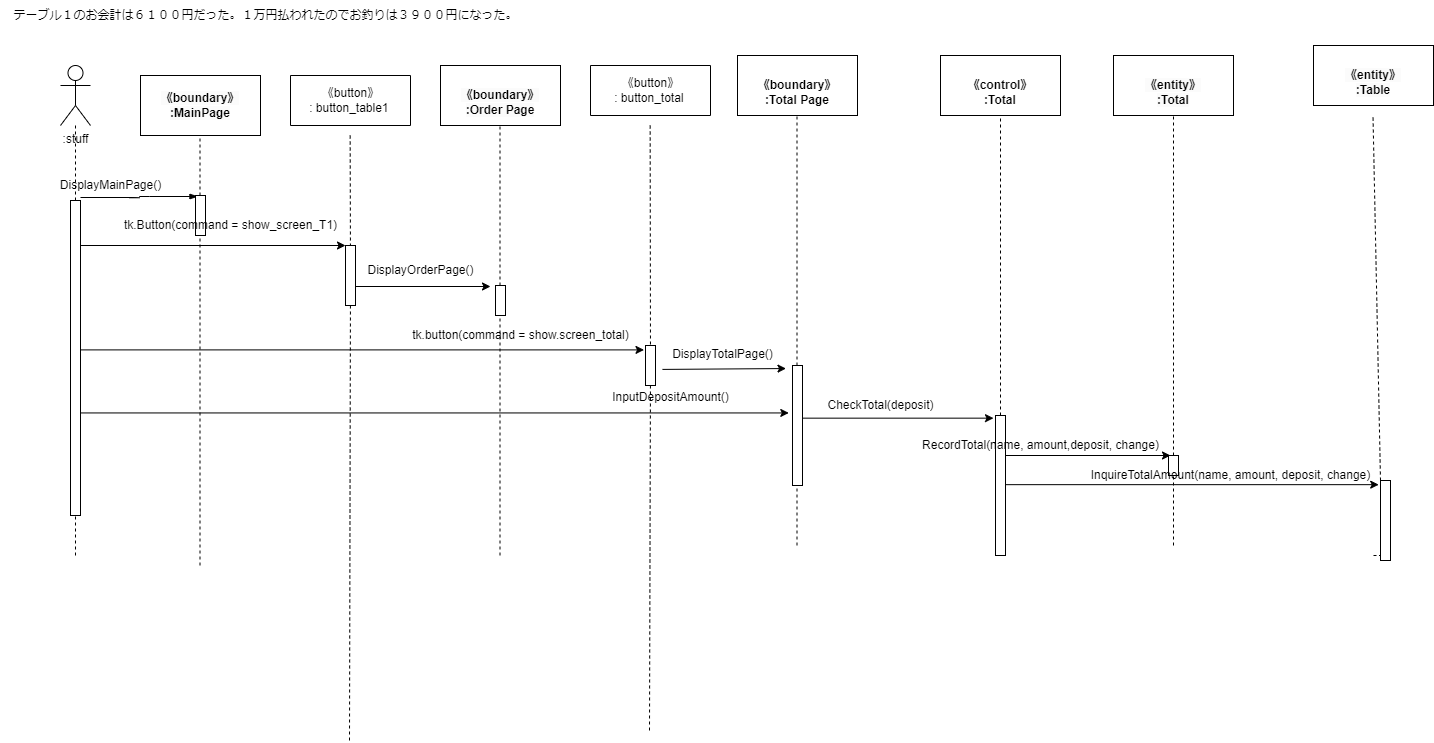 テーブル１のお会計は６１００円だった。１万円払われたのでお釣りは３９００円になった。
:stuff
《boundary》
:MainPage
《button》
: button_table1
《boundary》
:Order Page
《button》
: button_total
《boundary》
:Total Page
《control》
:Total
《entity》
:Total
《entity》
:Table
DisplayMainPage()
tk.Button(command = show_screen_T1)
DisplayOrderPage()
tk.button(command = show.screen_total)
DisplayTotalPage()
InputDepositAmount()
CheckTotal(deposit)
RecordTotal(name, amount,deposit, change)
InquireTotalAmount(name, amount, deposit, change)